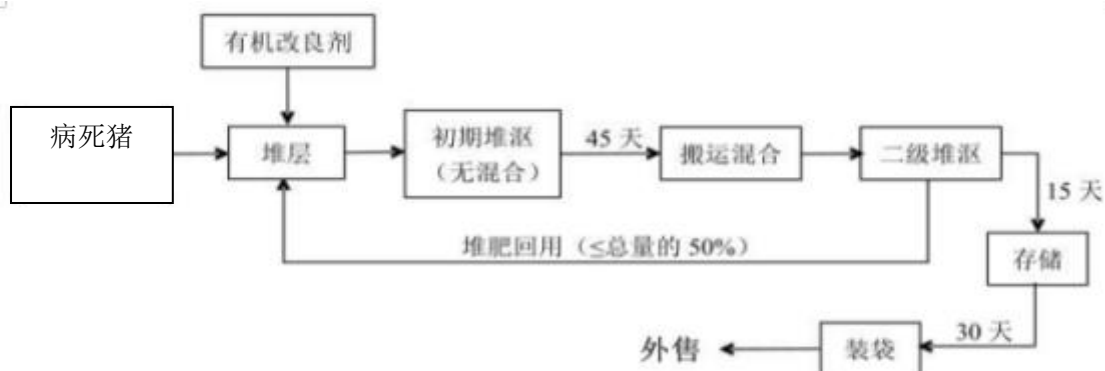 有机改良剂
病死猪
堆层
初期堆沤
（无混合）
45 天
搬运混合
二级堆沤
15 天
堆肥回用（≤总量的 50%）
存储
30 天
装袋
外售